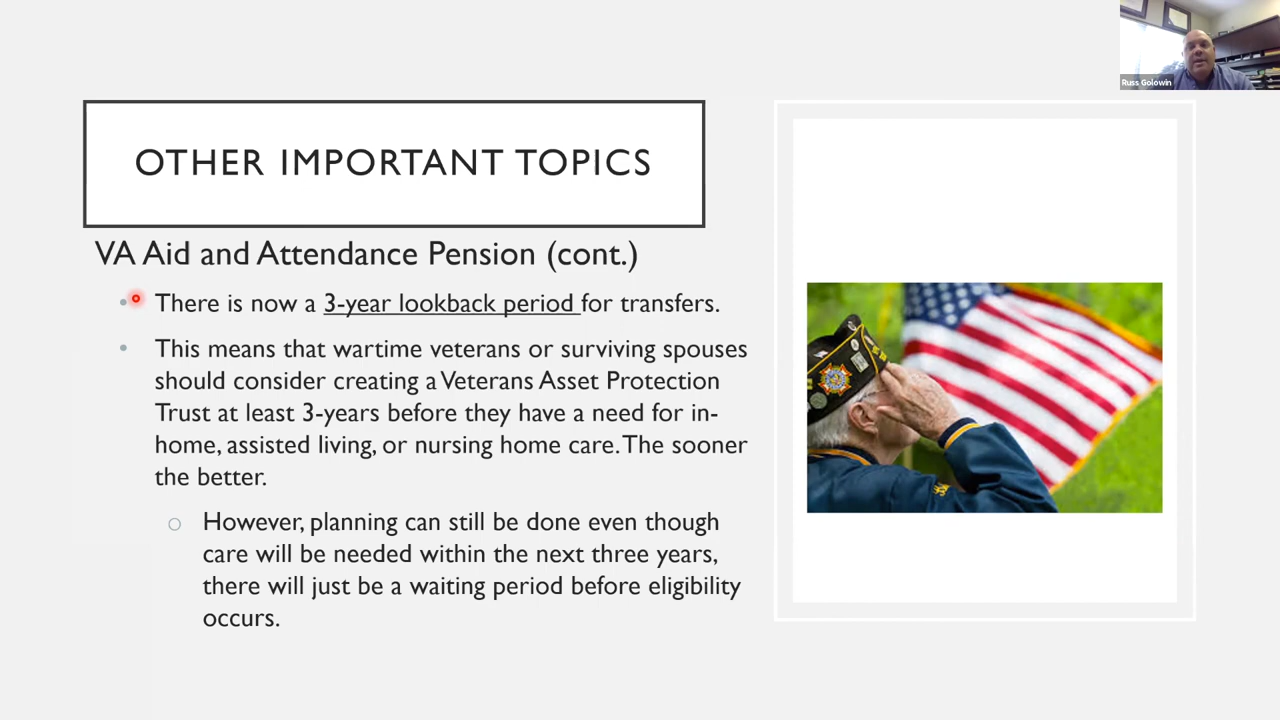 Russ Golowin
OTHER IMPORTANT TOPICS
VA Aid and Attendance Pension (cont.)
• There is now a 3-year lookback period for transfers.
• This means that wartime veterans or surviving spouses
should consider creating a Veterans Asset Protection
Trust at least 3-years before they have a need for in-
home, assisted living, or nursing home care. The sooner
the better.
○ However, planning can still be done even though
care will be needed within the next three years,
there will just be a waiting period before eligibility
occurs.